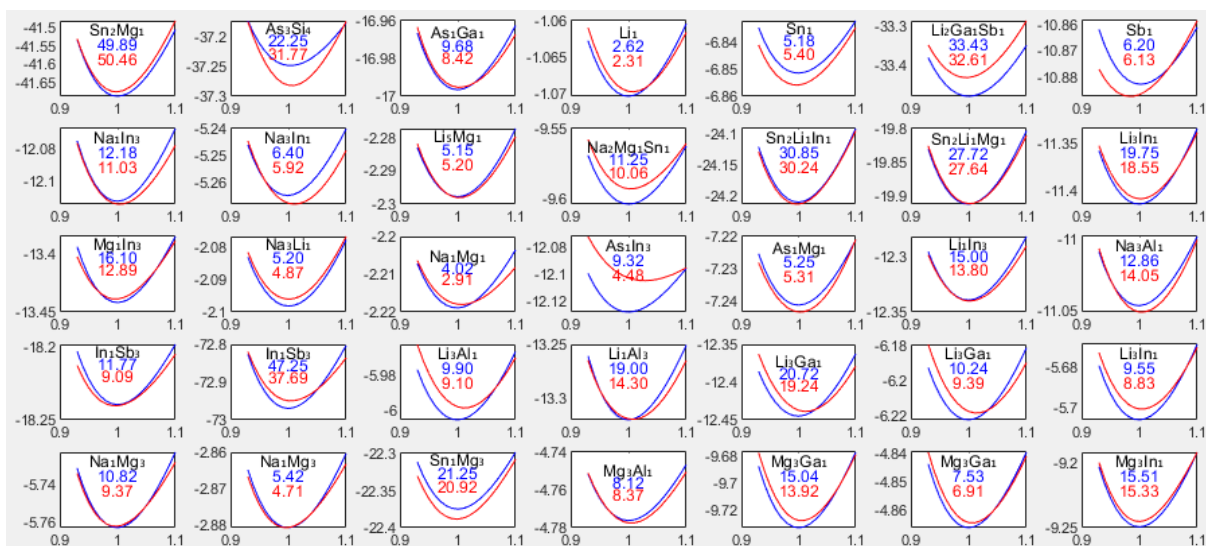 -41.5 Sn₂Mg₁ -37.2 As₃Si₄ -16.96 As₁Ga₁ -1.06 Li₁ Sn₁ -33.3 Li₂Ga₁Sb₁ -10.86 Sb₁
-41.55 49.89 22.25 9.68 2.62 -6.84 5.18 33.43 -10.87 6.20
-41.6 50.46 -37.25 31.77 -16.98 8.42 -1.065 2.31 -6.85 5.40 -33.4 32.61 -10.88 6.13
-41.65 -37.3 -17 -1.07 -6.86
0.9 1 1.1 0.9 1 1.1 0.9 1 1.1 0.9 1 1.1 0.9 1 1.1 0.9 1 1.1 0.9 1 1.1
Na₁In₃ -5.24 Na₃In₁ -2.28 Li₅Mg₁ -9.55 Na₂Mg₁Sn₁ -24.1 Sn₂Li₁In₁ -19.8 Sn₂Li₁Mg₁ Li₃In₁
-12.08 12.18 -5.25 6.40 5.15 11.25 30.85 27.72 -11.35 19.75
11.03 5.92 -2.29 5.20 10.06 -24.15 30.24 -19.85 27.64 18.55
-12.1 -5.26 -2.3 -9.6 -24.2 -19.9 -11.4
0.9 1 1.1 0.9 1 1.1 0.9 1 1.1 0.9 1 1.1 0.9 1 1.1 0.9 1 1.1 0.9 1 1.1
Mg₁In₃ Na₃Li₁ -2.2 Na₁Mg₁ -12.08 As₁In₃ -7.22 As₁Mg₁ Li₁In₃ -11 Na₃Al₁
-13.4 16.10 -2.08 5.20 4.02 -12.1 9.32 -7.23 5.25 -12.3 15.00 12.86
12.89 -2.09 4.87 -2.21 2.91 -12.12 4.48 -7.24 5.31 13.80 14.05
-13.45 -2.1 -2.22 -12.35 -11.05
0.9 1 1.1 0.9 1 1.1 0.9 1 1.1 0.9 1 1.1 0.9 1 1.1 0.9 1 1.1 0.9 1 1.1
-18.2 In₁Sb₃ -72.8 In₁Sb₃ Li₃Al₁ -13.25 Li₁Al₃ -12.35 Li₃Ga₁ -6.18 Li₃Ga₁ Li₃In₁
11.77 47.25 -5.98 9.90 19.00 20.72 10.24 -5.68 9.55
9.09 -72.9 37.69 9.10 -13.3 14.30 -12.4 19.24 -6.2 9.39 8.83
-18.25 -73 -6 -12.45 -6.22 -5.7
0.9 1 1.1 0.9 1 1.1 0.9 1 1.1 0.9 1 1.1 0.9 1 1.1 0.9 1 1.1 0.9 1 1.1
Na₁Mg₃ -2.86 Na₁Mg₃ -22.3 Sn₁Mg₃ -4.74 Mg₃Al₁ -9.68 Mg₃Ga₁ -4.84 Mg₃Ga₁ -9.2 Mg₃In₁
10.82 5.42 21.25 8.12 15.04 -4.85 7.53 15.51
-5.74 9.37 -2.87 4.71 -22.35 20.92 -4.76 8.37 -9.7 13.92 -4.86 6.91 15.33
-5.76 -2.88 -22.4 -4.78 -9.72 -9.25
0.9 1 1.1 0.9 1 1.1 0.9 1 1.1 0.9 1 1.1 0.9 1 1.1 0.9 1 1.1 0.9 1 1.1